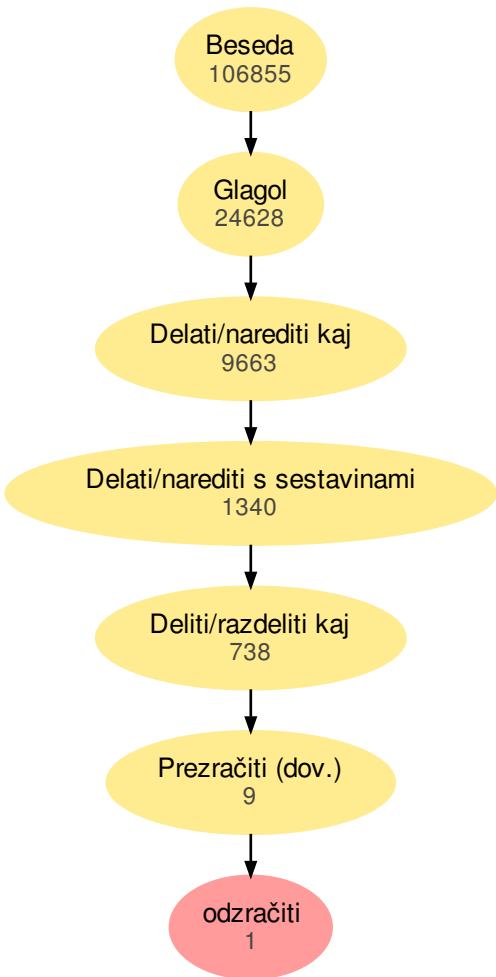 Beseda
106855
Glagol
24628
Delati/narediti kaj
9663
Delati/narediti s sestavinami
1340
Deliti/razdeliti kaj
738
Prezračiti (dov.)
9
odzračiti
1